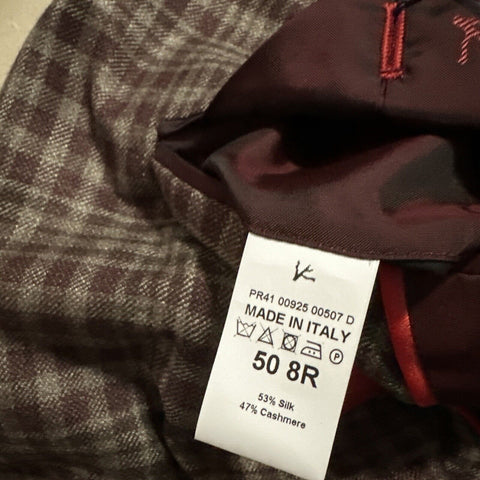 PR41 00925 00507 D
MADE IN ITALY
P
50 8R
53% Silk
47% Cashmere